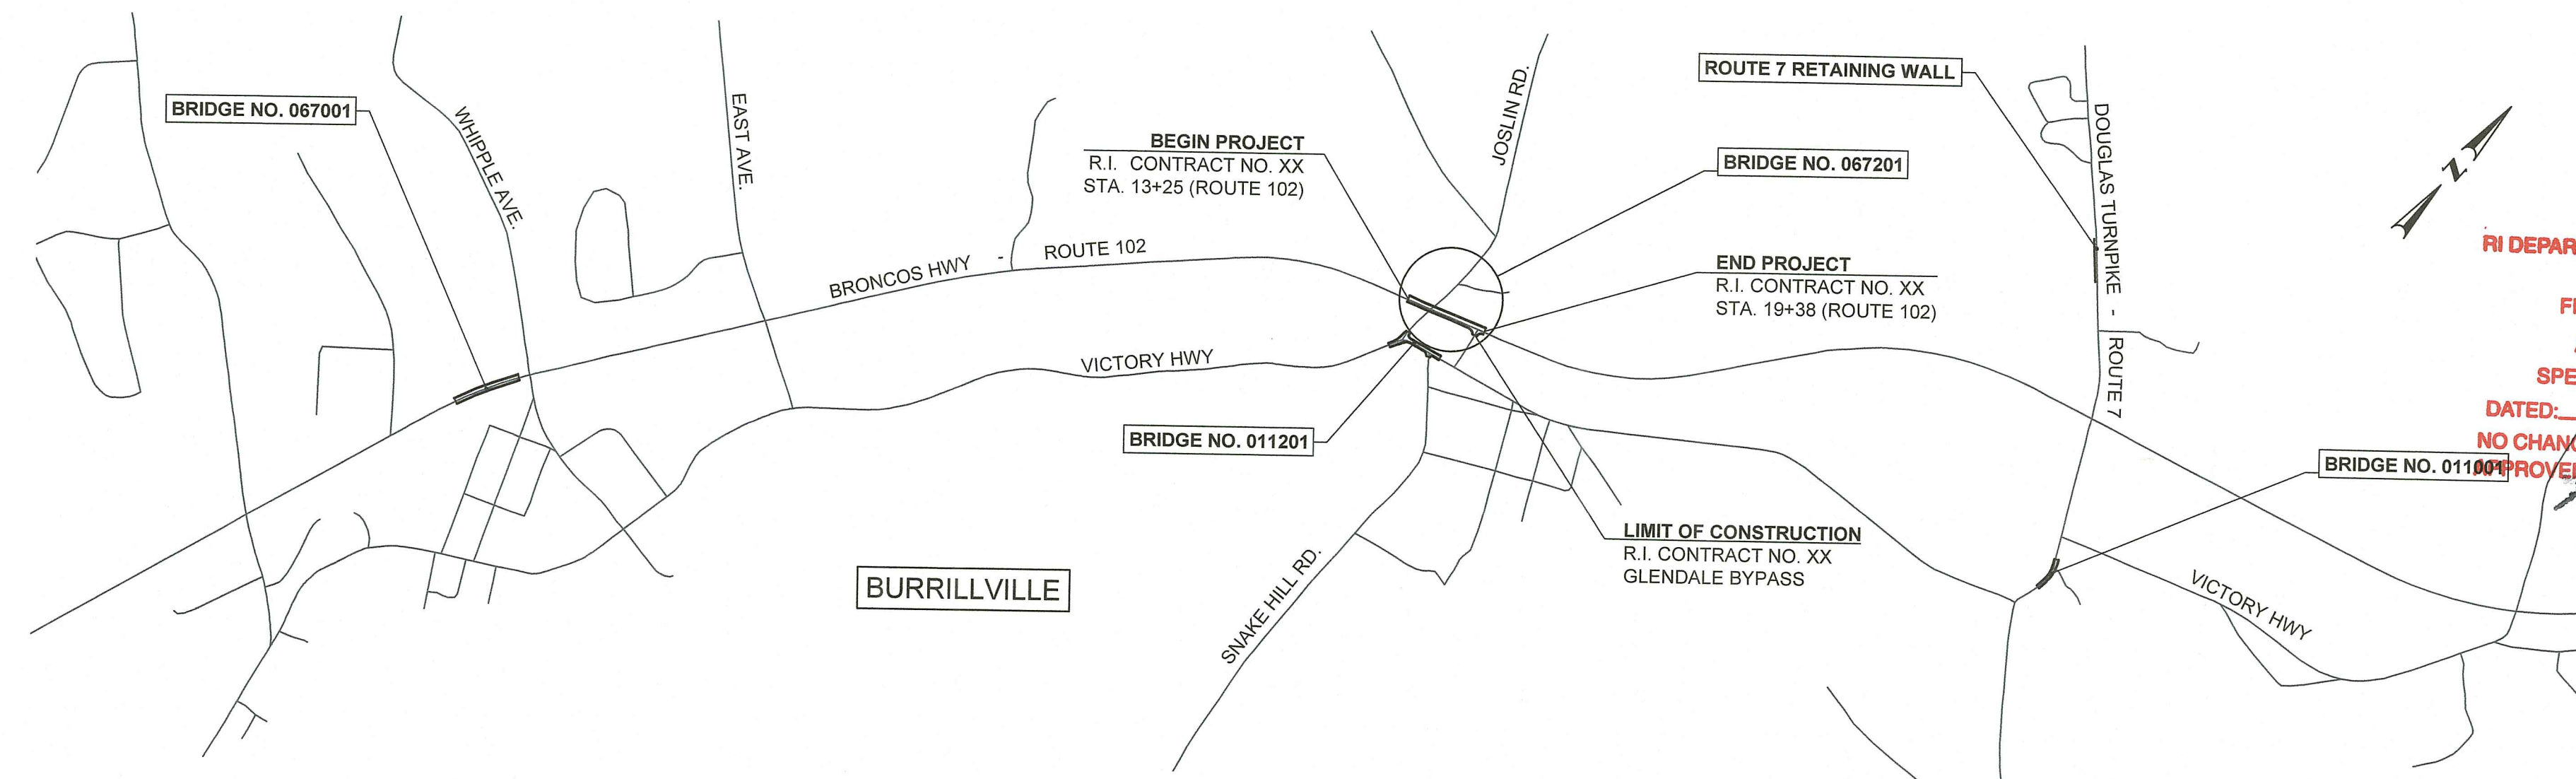 BRIDGE NO. 067001
WHIPPLE AVE.
EAST AVE.
BRONCOS HWY - ROUTE 102
BEGIN PROJECT
R.I. CONTRACT NO. XX
STA. 13+25 (ROUTE 102)
JOSLIN RD.
ROUTE 7 RETAINING WALL
BRIDGE NO. 067201
END PROJECT
R.I. CONTRACT NO. XX
STA. 19+38 (ROUTE 102)
DOUGLAS TURNPIKE - ROUTE 7
N
VICTORY HWY
BRIDGE NO. 011201
BRIDGE NO. 011001
LIMIT OF CONSTRUCTION
R.I. CONTRACT NO. XX
GLENDALE BYPASS
BURRILLVILLE
SNAKE HILL RD.
VICTORY HWY
RI DEPAR
SPE
DATED:
NO CHAN
APPROVE